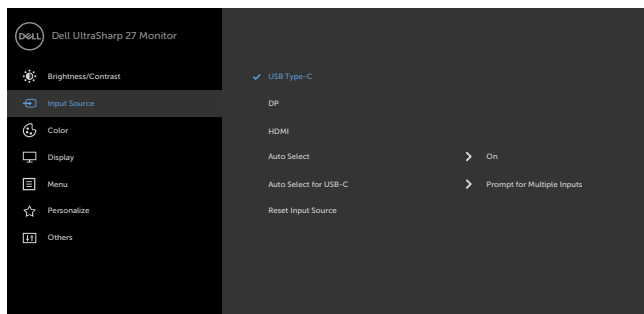 DELL Dell UltraSharp 27 Monitor
Brightness/Contrast
Input Source
Color
Display
Menu
Personalize
Others
USB Type-C
DP
HDMI
Auto Select On
Auto Select for USB-C Prompt for Multiple Inputs
Reset Input Source